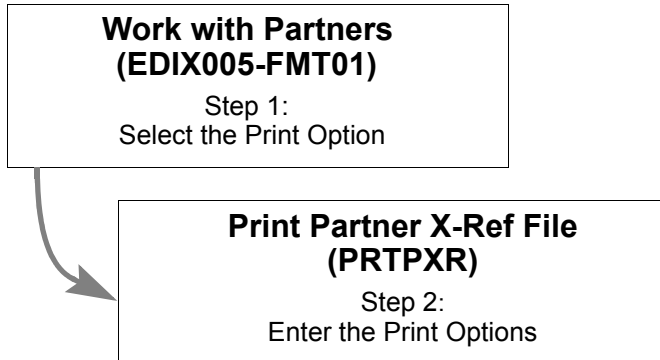 Work with Partners
(EDIX005-FMT01)
Step 1:
Select the Print Option
Print Partner X-Ref File
(PRTPXR)
Step 2:
Enter the Print Options